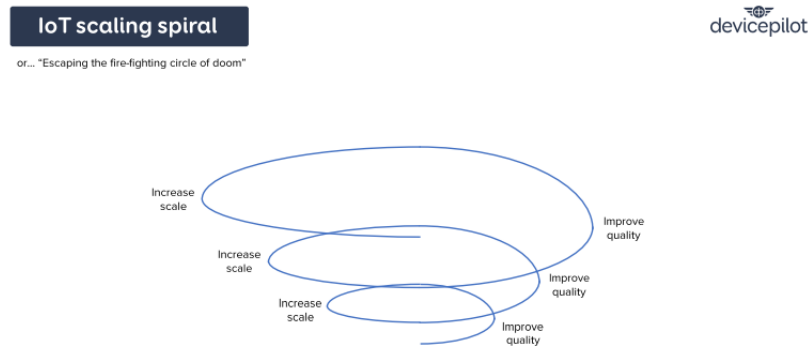 IoT scaling spiral
devicepilot
or... “Escaping the fire-fighting circle of doom”
Increase
scale
Improve
quality
Increase
scale
Improve
quality
Increase
scale
Improve
quality